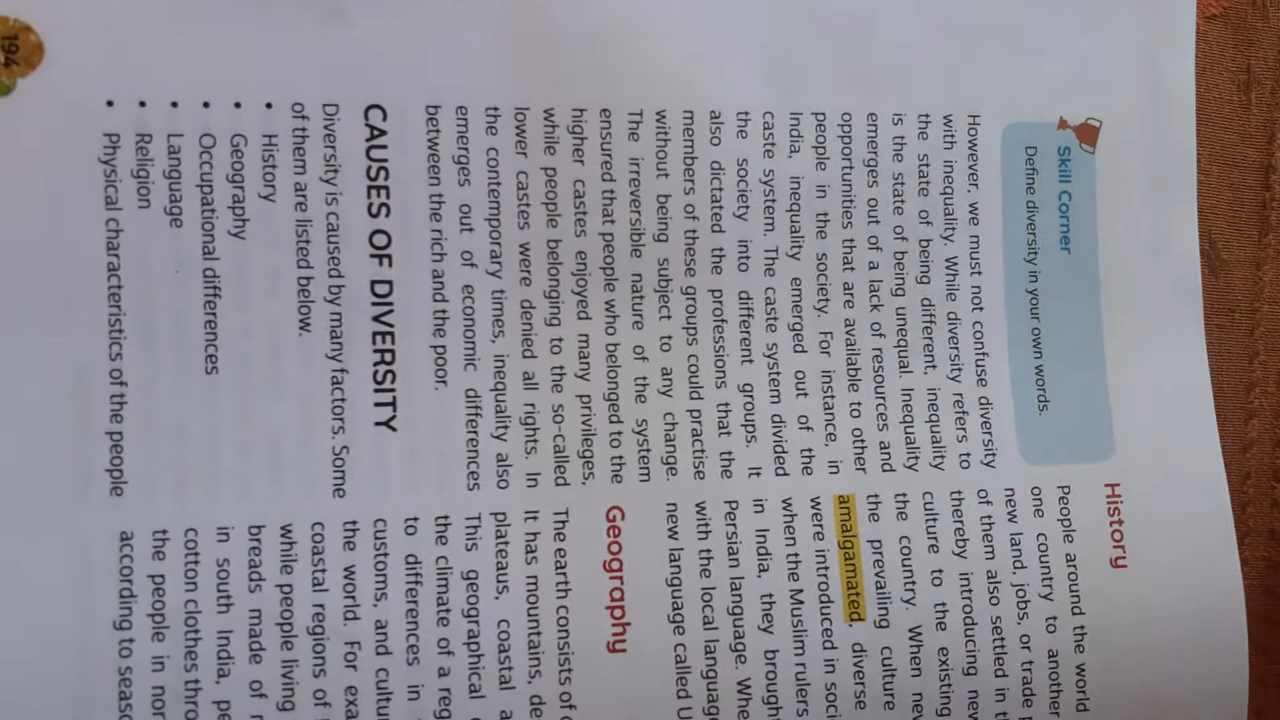 Skill Corner
Define diversity in your own words.
However, we must not confuse diversity
with inequality. While diversity refers to
the state of being different, inequality
is the state of being unequal. Inequality
emerges out of a lack of resources and
opportunities that are available to other
people in the society. For instance, in
India, inequality emerged out of the
caste system. The caste system divided
the society into different groups. It
also dictated the professions that the
members of these groups could practise
without being subject to any change.
The irreversible nature of the system
ensured that people who belonged to the
higher castes enjoyed many privileges,
while people belonging to the so-called
lower castes were denied all rights. In
the contemporary times, inequality also
emerges out of economic differences
between the rich and the poor.
CAUSES OF DIVERSITY
Diversity is caused by many factors. Some
of them are listed below.
• History
• Geography
• Occupational differences
• Language
• Religion
• Physical characteristics of the people
194
History
People around the world
one country to another
new land, jobs, or trade
of them also settled in
thereby introducing
culture to the existing
the country. When
the prevailing culture
amalgamated, diverse
were introduced in
when the Muslim rulers
in India, they brought
Persian language.
with the local
new language called
Geography
The earth consists of
It has mountains,
plateaus, coastal
This geographical
the climate of a
to differences in
customs, and
the world. For
coastal regions of
while people living
breads made of
in south India,
cotton clothes
the people in
according to